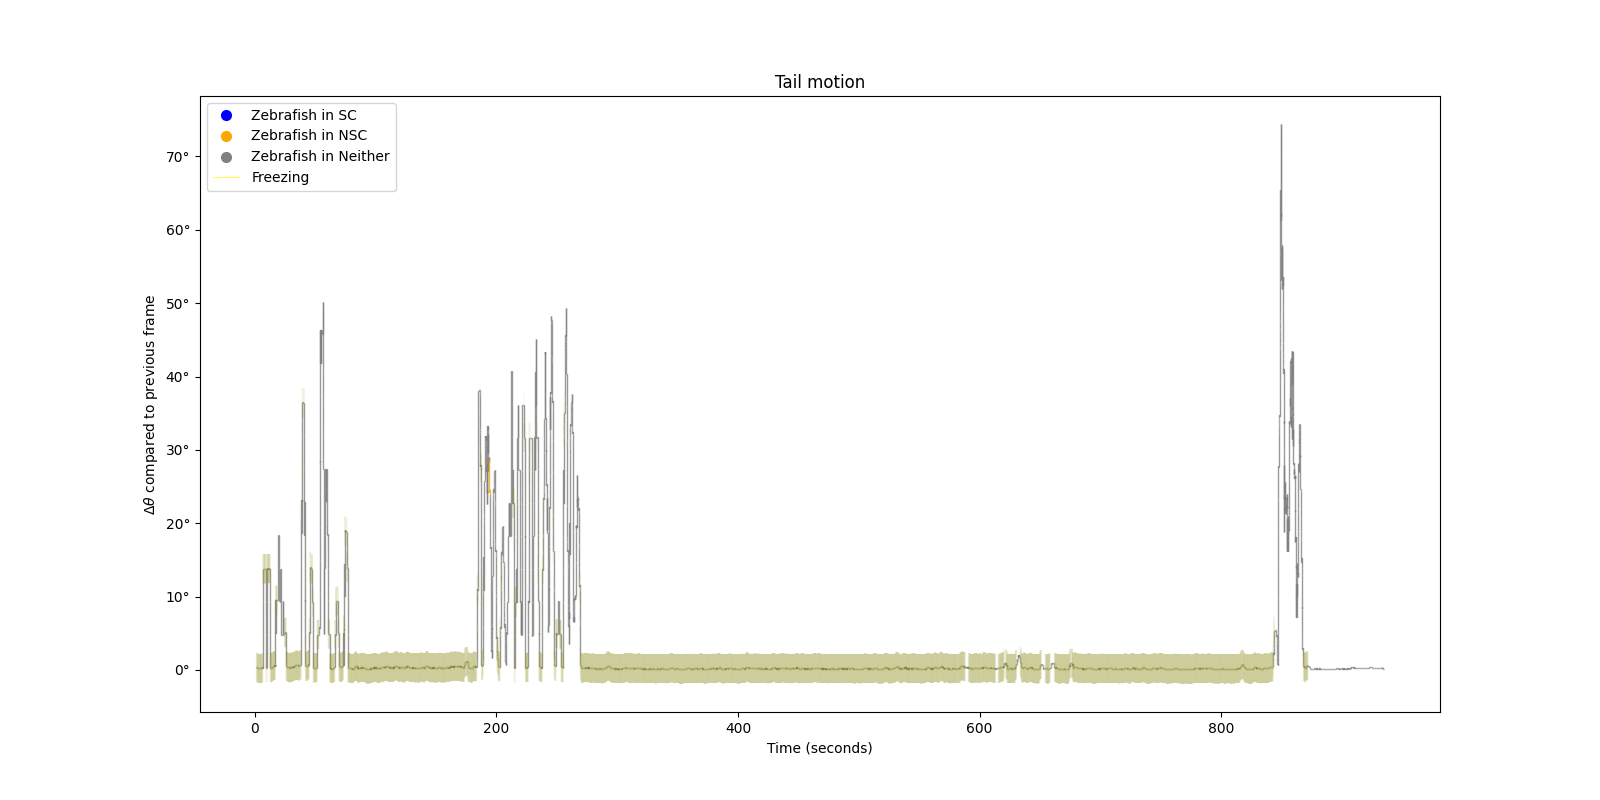 Tail motion
Zebrafish in SC
Zebrafish in NSC
Zebrafish in Neither
Freezing
70°
60°
50°
40°
30°
20°
10°
0°
Δθ compared to previous frame
0 200 400 600 800
Time (seconds)